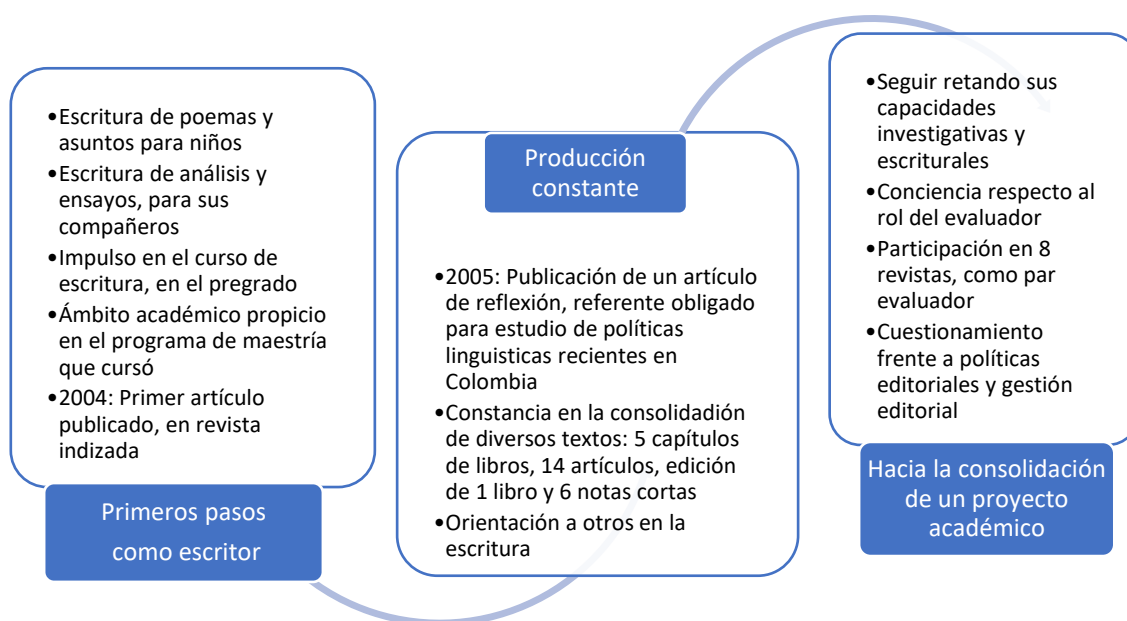 •Escritura de poemas y
asuntos para niños
•Escritura de análisis y
ensayos, para sus
compañeros
•Impulso en el curso de
escritura, en el pregrado
•Ámbito académico propicio
en el programa de maestría
que cursó
•2004: Primer artículo
publicado, en revista
indizada
Primeros pasos
como escritor
Producción
constante
•2005: Publicación de un artículo
de reflexión, referente obligado
para estudio de políticas
linguisticas recientes en
Colombia
•Constancia en la consolidadión
de diversos textos: 5 capítulos
de libros, 14 artículos, edición
de 1 libro y 6 notas cortas
•Orientación a otros en la
escritura
•Seguir retando sus
capacidades
investigativas y
escriturales
•Conciencia respecto al
rol del evaluador
•Participación en 8
revistas, como par
evaluador
•Cuestionamiento
frente a políticas
editoriales y gestión
editorial
Hacia la consolidación
de un proyecto
académico